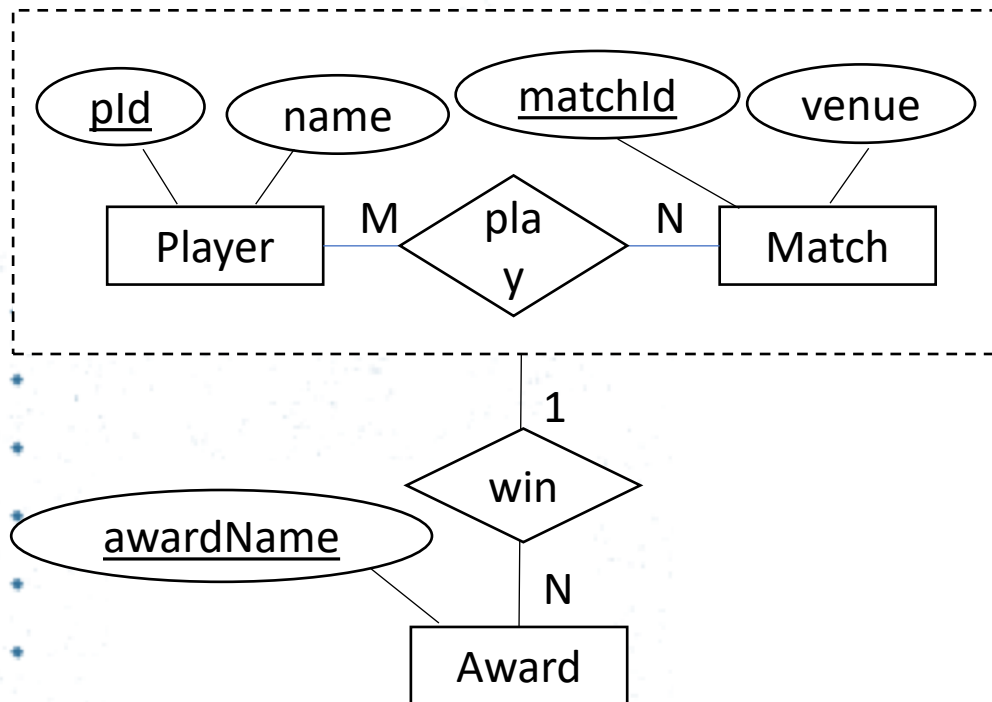 pId
name
matchId
venue
Player
M
pla
y
N
Match
1
win
awardName
N
Award